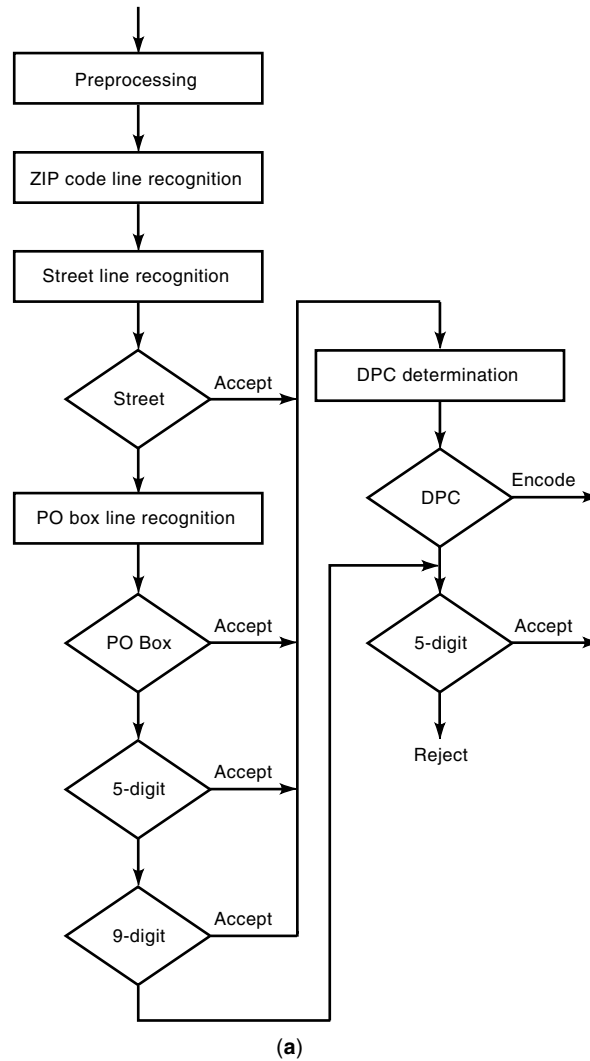 Preprocessing
ZIP code line recognition
Street line recognition
Street
Accept
PO box line recognition
PO Box
Accept
5-digit
Accept
9-digit
Accept
DPC determination
DPC
Encode
5-digit
Accept
Reject
(a)